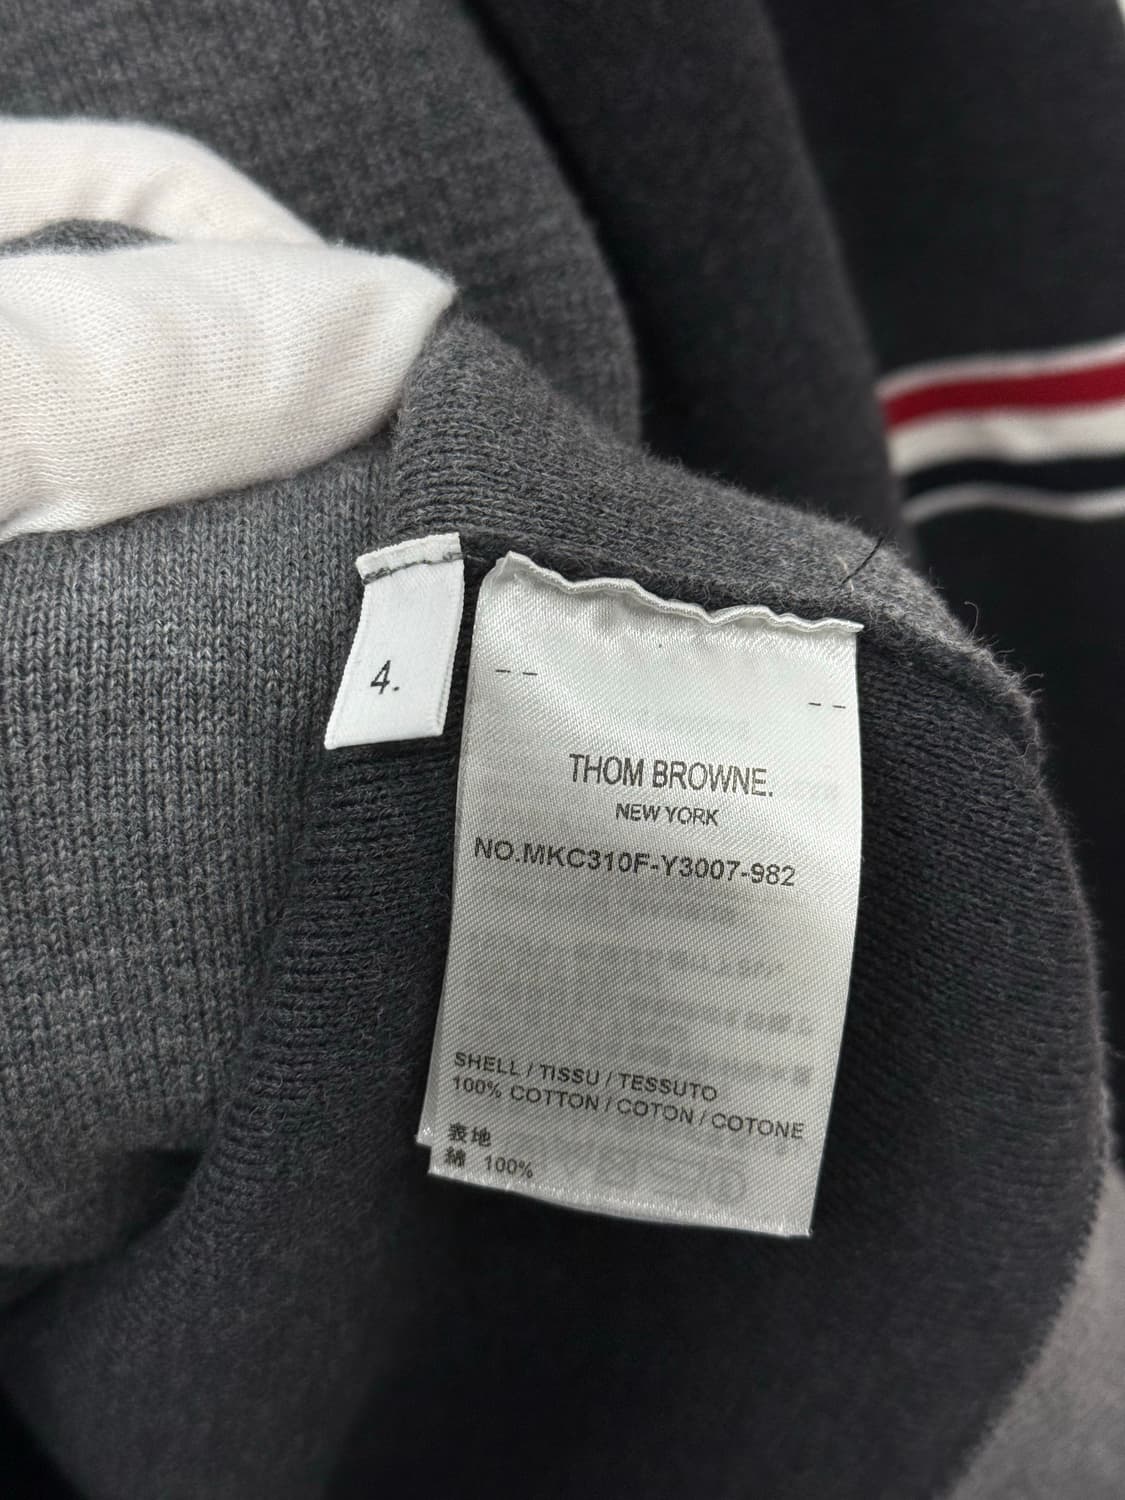 4.
THOM BROWNE.
NEW YORK
NO.MKC310F-Y3007-982
SHELL / TISSU / TESSUTO
100% COTTON / COTON / COTONE
表地
綿 100%